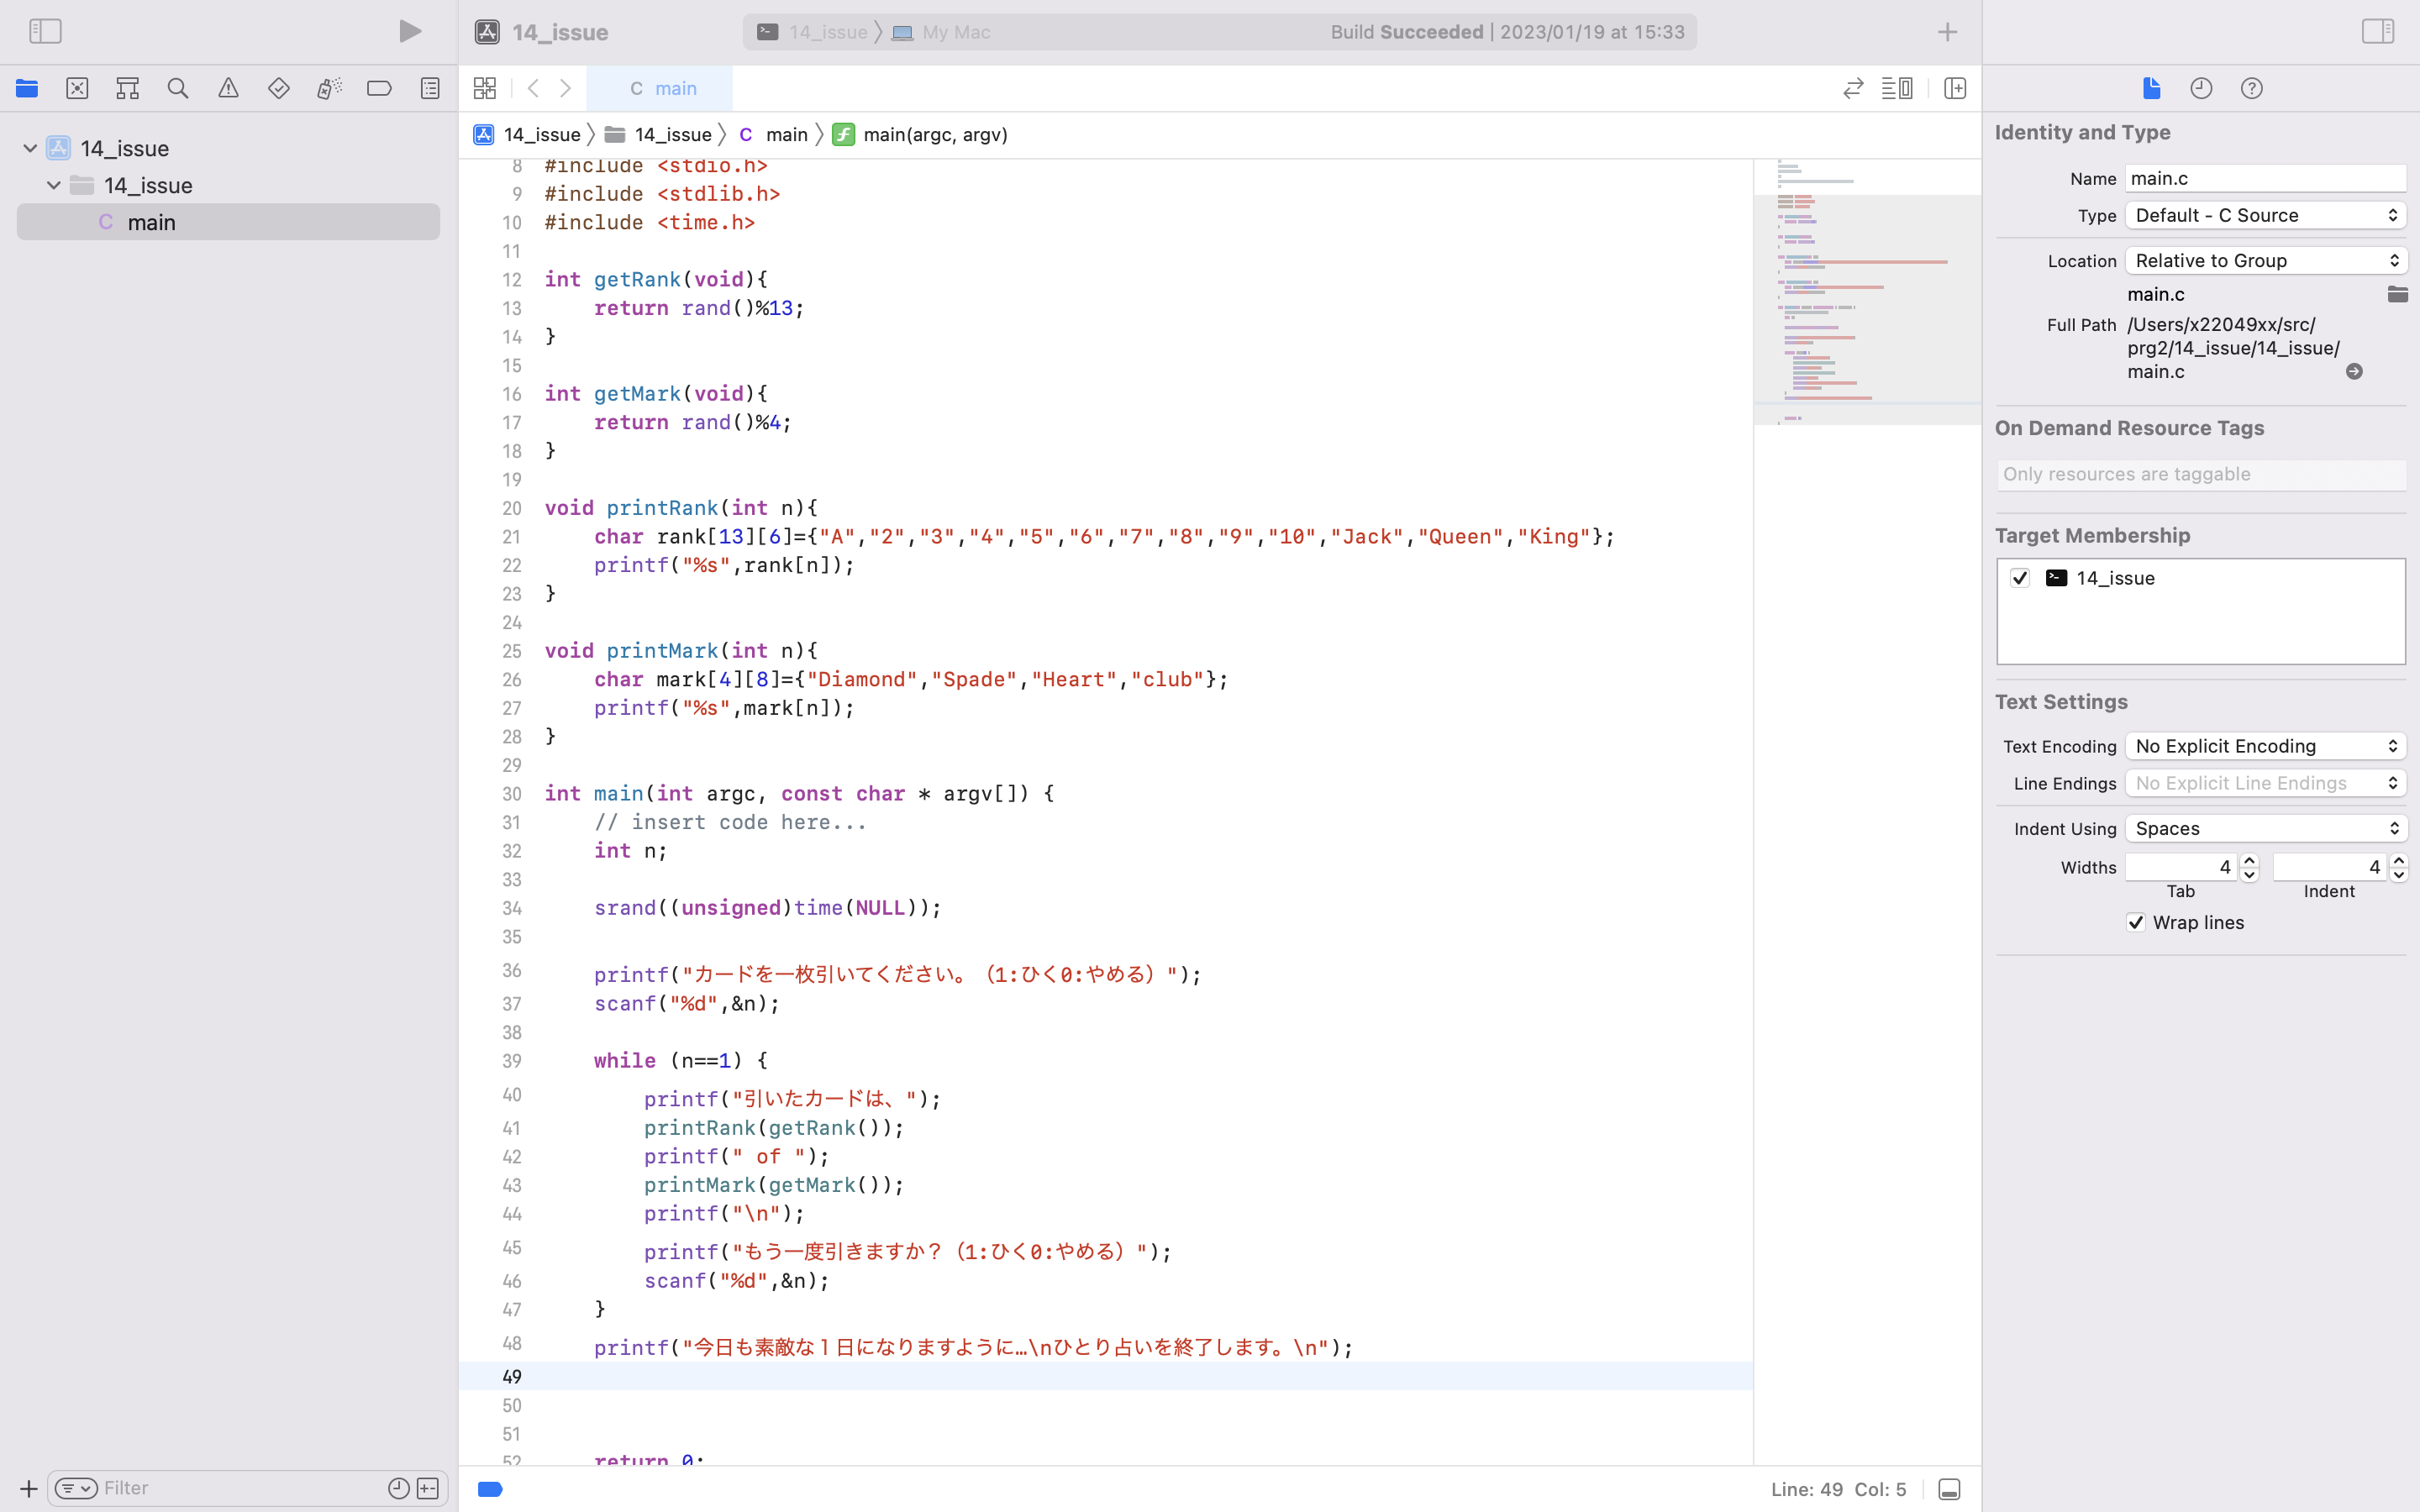 14_issue
14_issue
My Mac
Build Succeeded | 2023/01/19 at 15:33
C main
14_issue
14_issue
C main
14_issue 14_issue C main main(argc, argv)
8 #include <stdio.h>
9 #include <stdlib.h>
10 #include <time.h>
11
12 int getRank(void){
13 return rand()%13;
14 }
15
16 int getMark(void){
17 return rand()%4;
18 }
19
20 void printRank(int n){
21 char rank[13][6]={"A","2","3","4","5","6","7","8","9","10","Jack","Queen","King"};
22 printf("%s",rank[n]);
23 }
24
25 void printMark(int n){
26 char mark[4][8]={"Diamond","Spade","Heart","club"};
27 printf("%s",mark[n]);
28 }
29
30 int main(int argc, const char * argv[]) {
31 // insert code here...
32 int n;
33
34 srand((unsigned)time(NULL));
35
36 printf("カードを一枚引いてください。（1:ひく0:やめる）");
37 scanf("%d",&n);
38
39 while (n==1) {
40 printf("引いたカードは、");
41 printRank(getRank());
42 printf(" of ");
43 printMark(getMark());
44 printf("\n");
45 printf("もう一度引きますか？（1:ひく0:やめる）");
46 scanf("%d",&n);
47 }
48 printf("今日も素敵な１日になりますように…\nひとり占いを終了します。\n");
49
50
51
52 return 0;
Filter
Line: 49 Col: 5
Identity and Type
Name main.c
Type Default - C Source
Location Relative to Group
main.c
Full Path /Users/x22049xx/src/
prg2/14_issue/14_issue/
main.c
On Demand Resource Tags
Only resources are taggable
Target Membership
14_issue
Text Settings
Text Encoding No Explicit Encoding
Line Endings No Explicit Line Endings
Indent Using Spaces
Widths 4 4
Tab Indent
Wrap lines